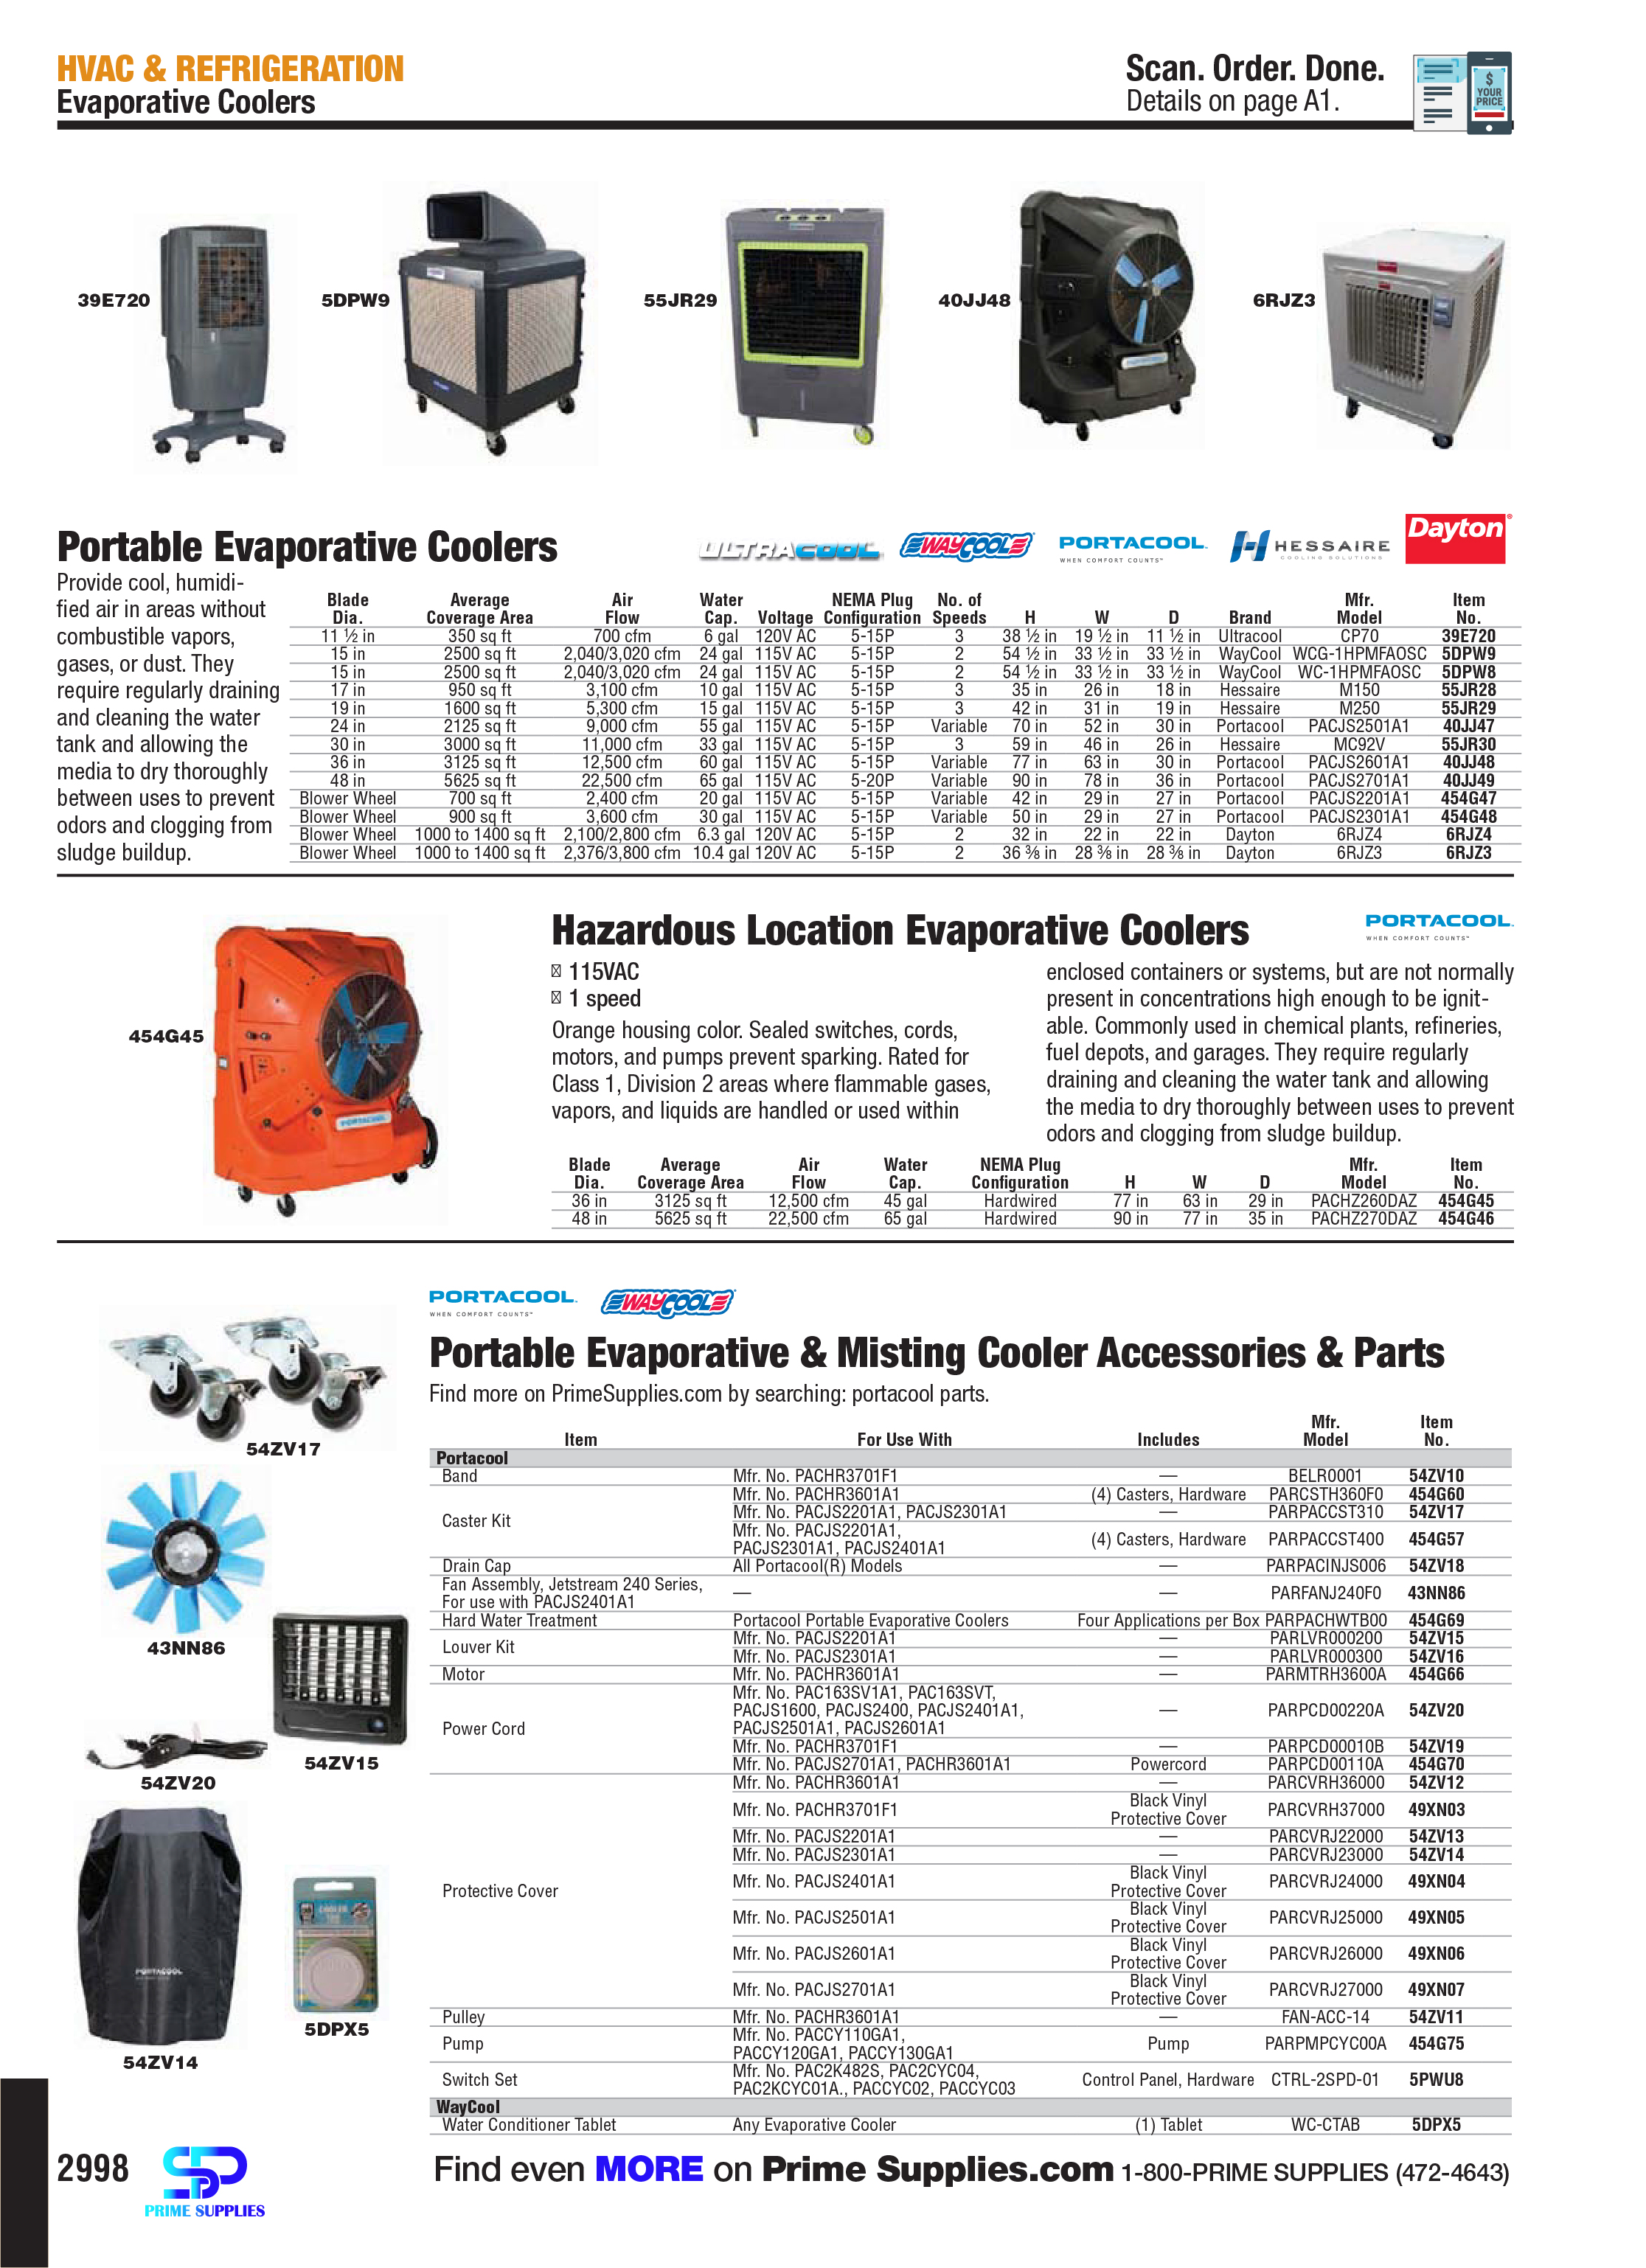 HVAC & REFRIGERATION
Evaporative Coolers
Scan. Order. Done.
Details on page A1.
$
YOUR
PRICE
39E720
5DPW9
55JR29
40JJ48
6RJZ3
Portable Evaporative Coolers
ULTRACOOL WAYCOOL PORTACOOL WHEN COMFORT COUNTS™ HESSAIRE COOLING SOLUTIONS Dayton®
Provide cool, humidi-
fied air in areas without
combustible vapors,
gases, or dust. They
require regularly draining
and cleaning the water
tank and allowing the
media to dry thoroughly
between uses to prevent
odors and clogging from
sludge buildup.
Blade Average Air Water NEMA Plug No. of Mfr. Item
Dia. Coverage Area Flow Cap. Voltage Configuration Speeds H W D Brand Model No.
11 ½ in 350 sq ft 700 cfm 6 gal 120V AC 5-15P 3 38 ½ in 19 ½ in 11 ½ in Ultracool CP70 39E720
15 in 2500 sq ft 2,040/3,020 cfm 24 gal 115V AC 5-15P 2 54 ½ in 33 ½ in 33 ½ in WayCool WCG-1HPMFAOSC 5DPW9
15 in 2500 sq ft 2,040/3,020 cfm 24 gal 115V AC 5-15P 2 54 ½ in 33 ½ in 33 ½ in WayCool WC-1HPMFAOSC 5DPW8
17 in 950 sq ft 3,100 cfm 10 gal 115V AC 5-15P 3 35 in 26 in 18 in Hessaire M150 55JR28
19 in 1600 sq ft 5,300 cfm 15 gal 115V AC 5-15P 3 42 in 31 in 19 in Hessaire M250 55JR29
24 in 2125 sq ft 9,000 cfm 55 gal 115V AC 5-15P Variable 70 in 52 in 30 in Portacool PACJS2501A1 40JJ47
30 in 3000 sq ft 11,000 cfm 33 gal 115V AC 5-15P 3 59 in 46 in 26 in Hessaire MC92V 55JR30
36 in 3125 sq ft 12,500 cfm 60 gal 115V AC 5-15P Variable 77 in 63 in 30 in Portacool PACJS2601A1 40JJ48
48 in 5625 sq ft 22,500 cfm 65 gal 115V AC 5-20P Variable 90 in 78 in 36 in Portacool PACJS2701A1 40JJ49
Blower Wheel 700 sq ft 2,400 cfm 20 gal 115V AC 5-15P Variable 42 in 29 in 27 in Portacool PACJS2201A1 454G47
Blower Wheel 900 sq ft 3,600 cfm 30 gal 115V AC 5-15P Variable 50 in 29 in 27 in Portacool PACJS2301A1 454G48
Blower Wheel 1000 to 1400 sq ft 2,100/2,800 cfm 6.3 gal 120V AC 5-15P 2 32 in 22 in 22 in Dayton 6RJZ4 6RJZ4
Blower Wheel 1000 to 1400 sq ft 2,376/3,800 cfm 10.4 gal 120V AC 5-15P 2 36 ⅜ in 28 ⅜ in 28 ⅜ in Dayton 6RJZ3 6RJZ3
454G45
PORTACOOL
Hazardous Location Evaporative Coolers
PORTACOOL
WHEN COMFORT COUNTS™
115VAC
1 speed
Orange housing color. Sealed switches, cords,
motors, and pumps prevent sparking. Rated for
Class 1, Division 2 areas where flammable gases,
vapors, and liquids are handled or used within
enclosed containers or systems, but are not normally
present in concentrations high enough to be ignit-
able. Commonly used in chemical plants, refineries,
fuel depots, and garages. They require regularly
draining and cleaning the water tank and allowing
the media to dry thoroughly between uses to prevent
odors and clogging from sludge buildup.
Blade Average Air Water NEMA Plug Mfr. Item
Dia. Coverage Area Flow Cap. Configuration H W D Model No.
36 in 3125 sq ft 12,500 cfm 45 gal Hardwired 77 in 63 in 29 in PACHZ260DAZ 454G45
48 in 5625 sq ft 22,500 cfm 65 gal Hardwired 90 in 77 in 35 in PACHZ270DAZ 454G46
54ZV17
43NN86
54ZV15
54ZV20
PORTACOOL
5DPX5
54ZV14
PORTACOOL WAYCOOL
WHEN COMFORT COUNTS™
Portable Evaporative & Misting Cooler Accessories & Parts
Find more on PrimeSupplies.com by searching: portacool parts.
Mfr. Item
Item For Use With Includes Model No.
Portacool
Band Mfr. No. PACHR3701F1 — BELR0001 54ZV10
Caster Kit Mfr. No. PACHR3601A1 (4) Casters, Hardware PARCSTH360F0 454G60
Mfr. No. PACJS2201A1, PACJS2301A1 — PARPACCST310 54ZV17
Mfr. No. PACJS2201A1,
PACJS2301A1, PACJS2401A1 (4) Casters, Hardware PARPACCST400 454G57
Drain Cap All Portacool(R) Models — PARPACINJS006 54ZV18
Fan Assembly, Jetstream 240 Series,
For use with PACJS2401A1 — — PARFANJ240F0 43NN86
Hard Water Treatment Portacool Portable Evaporative Coolers Four Applications per Box PARPACHWTB00 454G69
Louver Kit Mfr. No. PACJS2201A1 — PARLVR000200 54ZV15
Mfr. No. PACJS2301A1 — PARLVR000300 54ZV16
Motor Mfr. No. PACHR3601A1 — PARMTRH3600A 454G66
Power Cord Mfr. No. PAC163SV1A1, PAC163SVT,
PACJS1600, PACJS2400, PACJS2401A1, — PARPCD00220A 54ZV20
PACJS2501A1, PACJS2601A1
Mfr. No. PACHR3701F1 — PARPCD00010B 54ZV19
Mfr. No. PACJS2701A1, PACHR3601A1 Powercord PARPCD00110A 454G70
Protective Cover Mfr. No. PACHR3601A1 — PARCVRH36000 54ZV12
Mfr. No. PACHR3701F1 Black Vinyl Protective Cover PARCVRH37000 49XN03
Mfr. No. PACJS2201A1 — PARCVRJ22000 54ZV13
Mfr. No. PACJS2301A1 — PARCVRJ23000 54ZV14
Mfr. No. PACJS2401A1 Black Vinyl Protective Cover PARCVRJ24000 49XN04
Mfr. No. PACJS2501A1 Black Vinyl Protective Cover PARCVRJ25000 49XN05
Mfr. No. PACJS2601A1 Black Vinyl Protective Cover PARCVRJ26000 49XN06
Mfr. No. PACJS2701A1 Black Vinyl Protective Cover PARCVRJ27000 49XN07
Pulley Mfr. No. PACHR3601A1 — FAN-ACC-14 54ZV11
Pump Mfr. No. PACCY110GA1,
PACCY120GA1, PACCY130GA1 Pump PARPMPCYC00A 454G75
Switch Set Mfr. No. PAC2K482S, PAC2CYC04,
PAC2KCYC01A., PACCYC02, PACCYC03 Control Panel, Hardware CTRL-2SPD-01 5PWU8
WayCool
Water Conditioner Tablet Any Evaporative Cooler (1) Tablet WC-CTAB 5DPX5
2998
PRIME SUPPLIES
Find even MORE on Prime Supplies.com 1-800-PRIME SUPPLIES (472-4643)